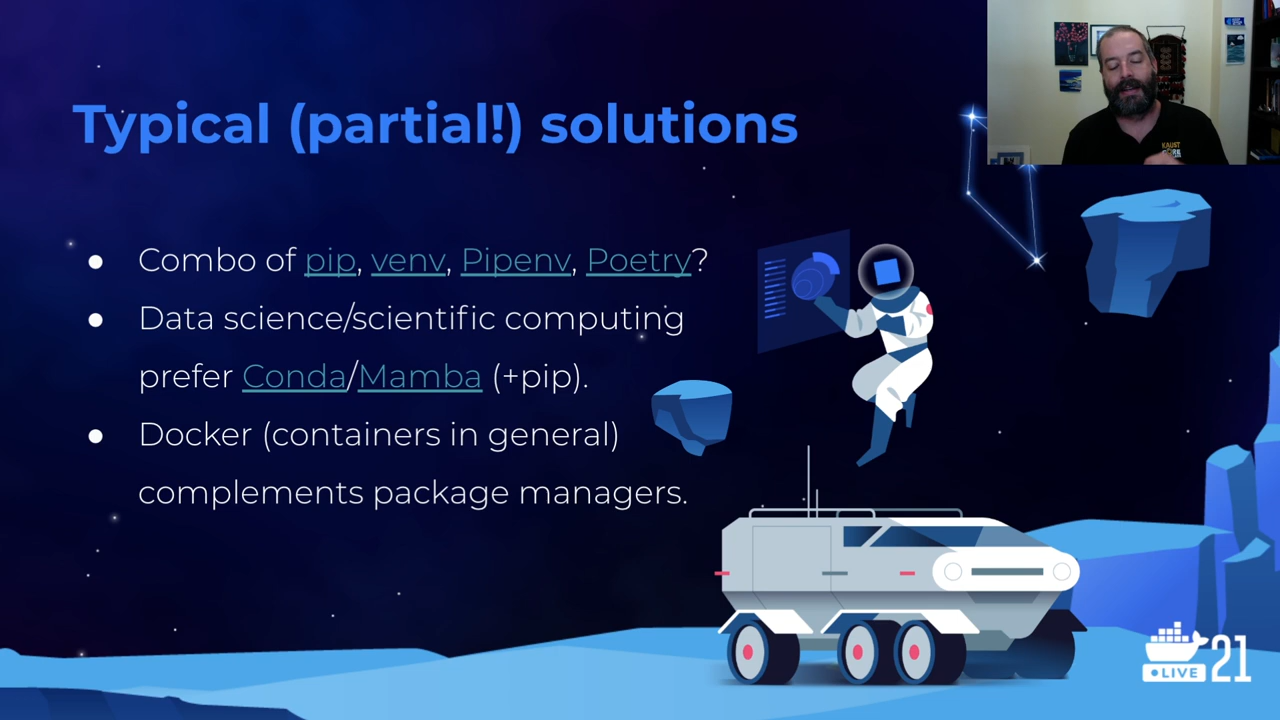 Typical (partial!) solutions
● Combo of pip, venv, Pipenv, Poetry?
● Data science/scientific computing
prefer Conda/Mamba (+pip).
● Docker (containers in general)
complements package managers.
KAUST
LIVE 21